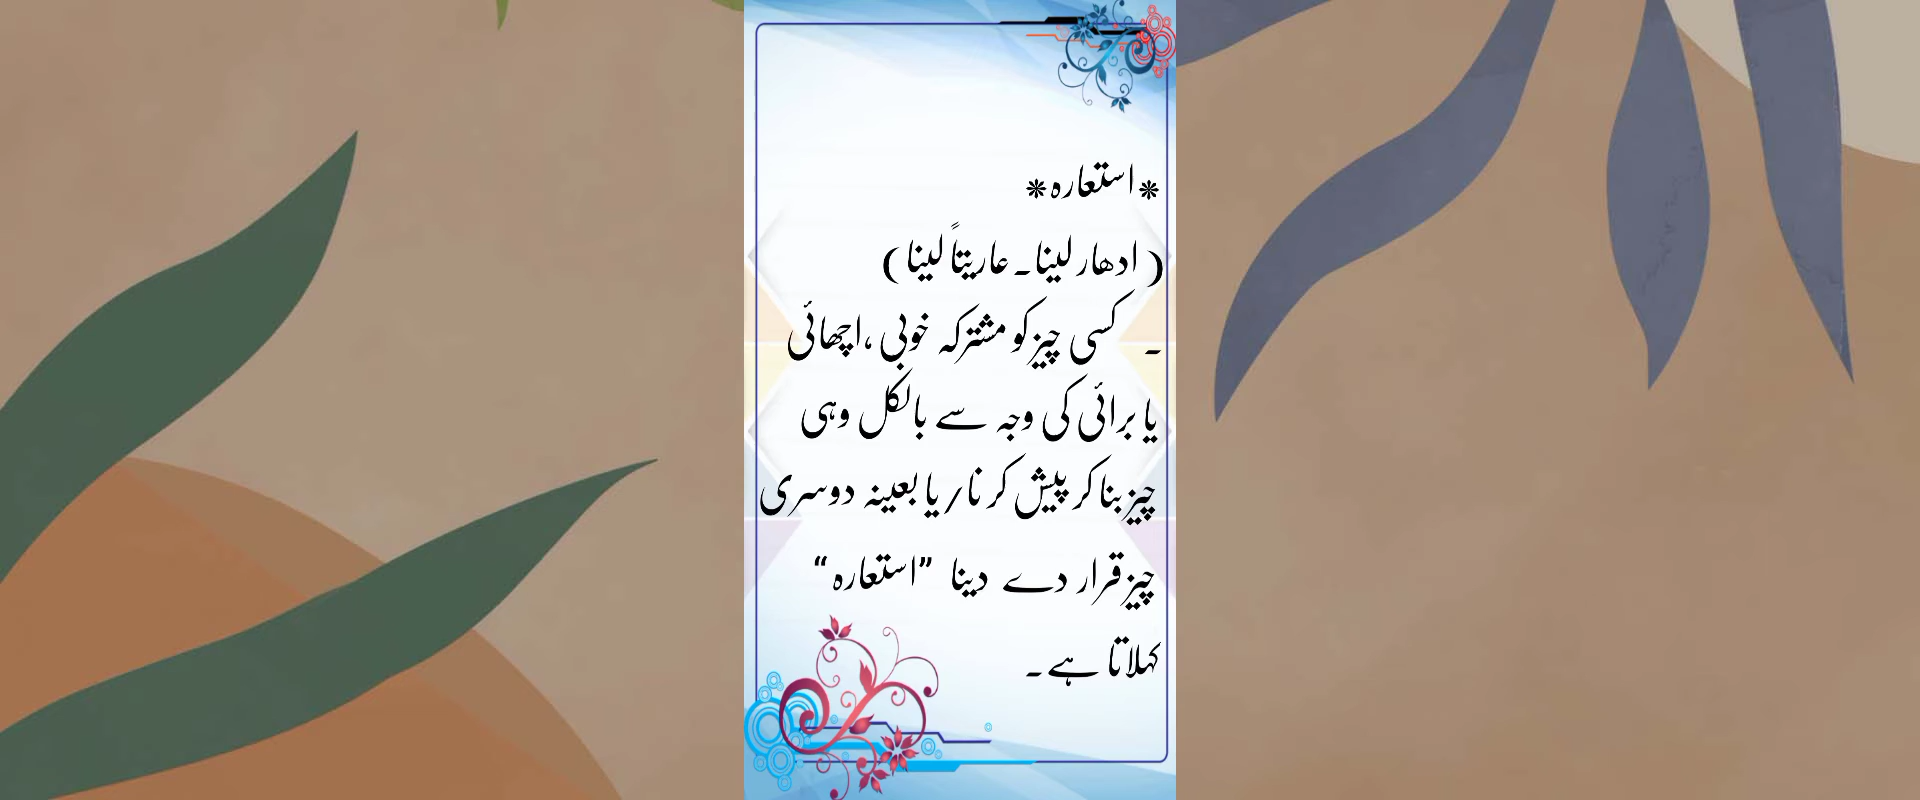 *استعارہ*
( ادھار لینا۔عاریتاً لینا )
۔ کسی چیز کو مشترکہ خوبی ،اچھائی
یا برائی کی وجہ سے بالکل وہی
چیز بنا کر پیش کرنا/یا بعینہ دوسری
چیز قرار دے دینا ”استعارہ“
کہلاتا ہے۔